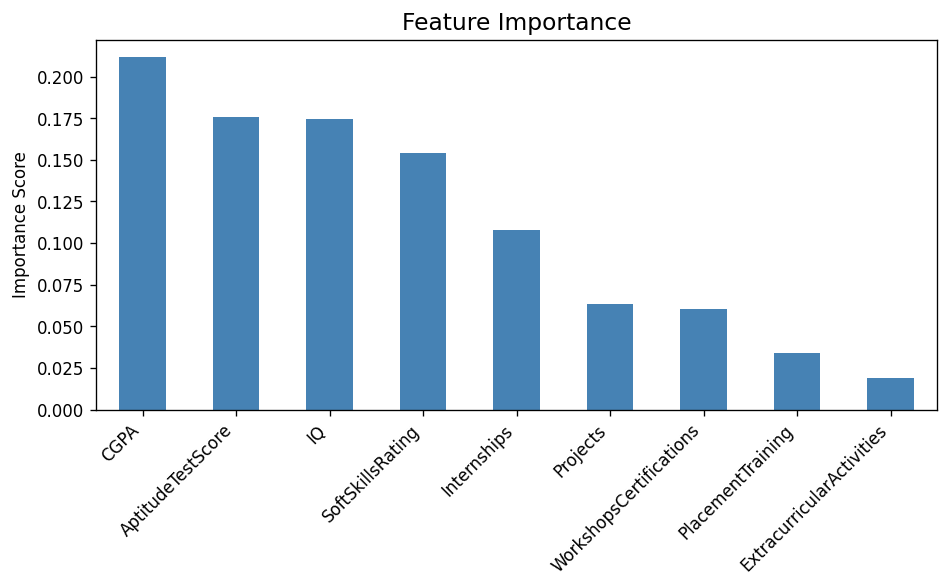 Feature Importance
Importance Score
0.200
0.175
0.150
0.125
0.100
0.075
0.050
0.025
0.000
CGPA
AptitudeTestScore
IQ
SoftSkillsRating
Internships
Projects
WorkshopsCertifications
PlacementTraining
ExtracurricularActivities